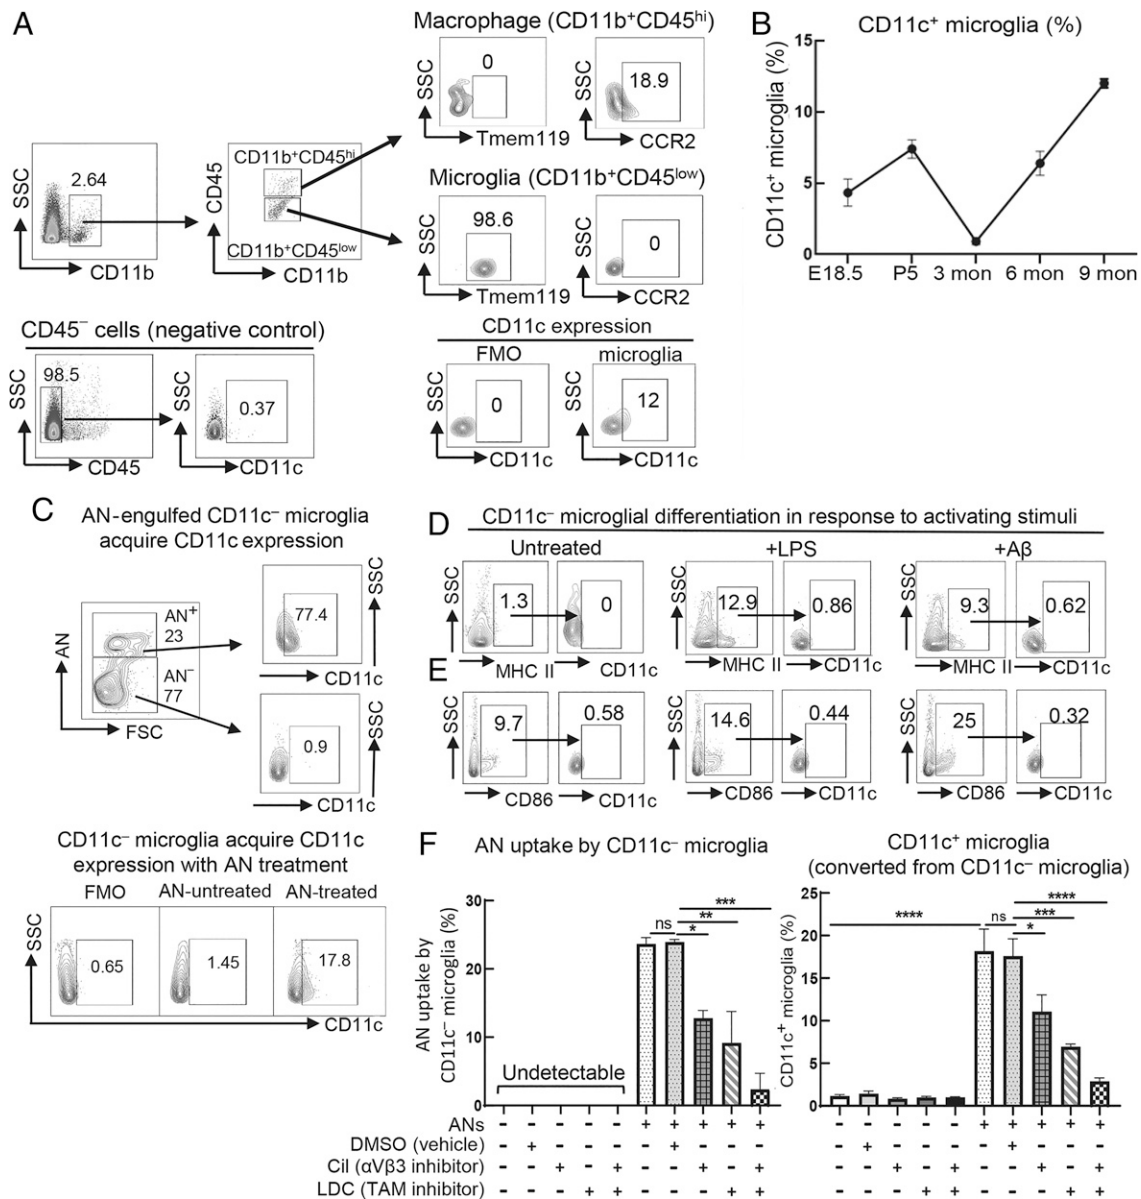 A
Macrophage (CD11b+CD45hi)
SSC
0
Tmem119
SSC
18.9
CCR2
SSC
2.64
CD11b
CD45
CD11b+CD45hi
CD11b+CD45low
CD11b
Microglia (CD11b+CD45low)
SSC
98.6
Tmem119
SSC
0
CCR2
CD45– cells (negative control)
SSC
98.5
CD45
SSC
0.37
CD11c
CD11c expression
FMO
microglia
SSC
0
CD11c
SSC
12
CD11c
B
CD11c+ microglia (%)
CD11c+ microglia (%)
15
10
5
0
E18.5 P5 3 mon 6 mon 9 mon
C
AN-engulfed CD11c– microglia
acquire CD11c expression
AN
AN+
23
AN–
77
FSC
77.4
SSC
CD11c
0.9
SSC
CD11c
CD11c– microglia acquire CD11c
expression with AN treatment
FMO AN-untreated AN-treated
SSC
0.65
1.45
17.8
CD11c
D
CD11c– microglial differentiation in response to activating stimuli
Untreated
+LPS
+Aβ
SSC
1.3
0
MHC II
CD11c
SSC
12.9
0.86
MHC II
CD11c
SSC
9.3
0.62
MHC II
CD11c
E
SSC
9.7
0.58
CD86
CD11c
SSC
14.6
0.44
CD86
CD11c
SSC
25
0.32
CD86
CD11c
F
AN uptake by CD11c– microglia
AN uptake by
CD11c– microglia (%)
30
20
10
0
Undetectable
ns
*
**
***
CD11c+ microglia
(converted from CD11c– microglia)
CD11c+ microglia (%)
25
20
15
10
5
0
****
ns
*
***
****
ANs - - - - - + + + + + - - - - - + + + + +
DMSO (vehicle) - + - - - - + - - - - + - - - - + - - -
Cil (αVβ3 inhibitor) - - + - + - - + - + - - + - + - - + - +
LDC (TAM inhibitor) - - - + + - - - + + - - - + + - - - + +